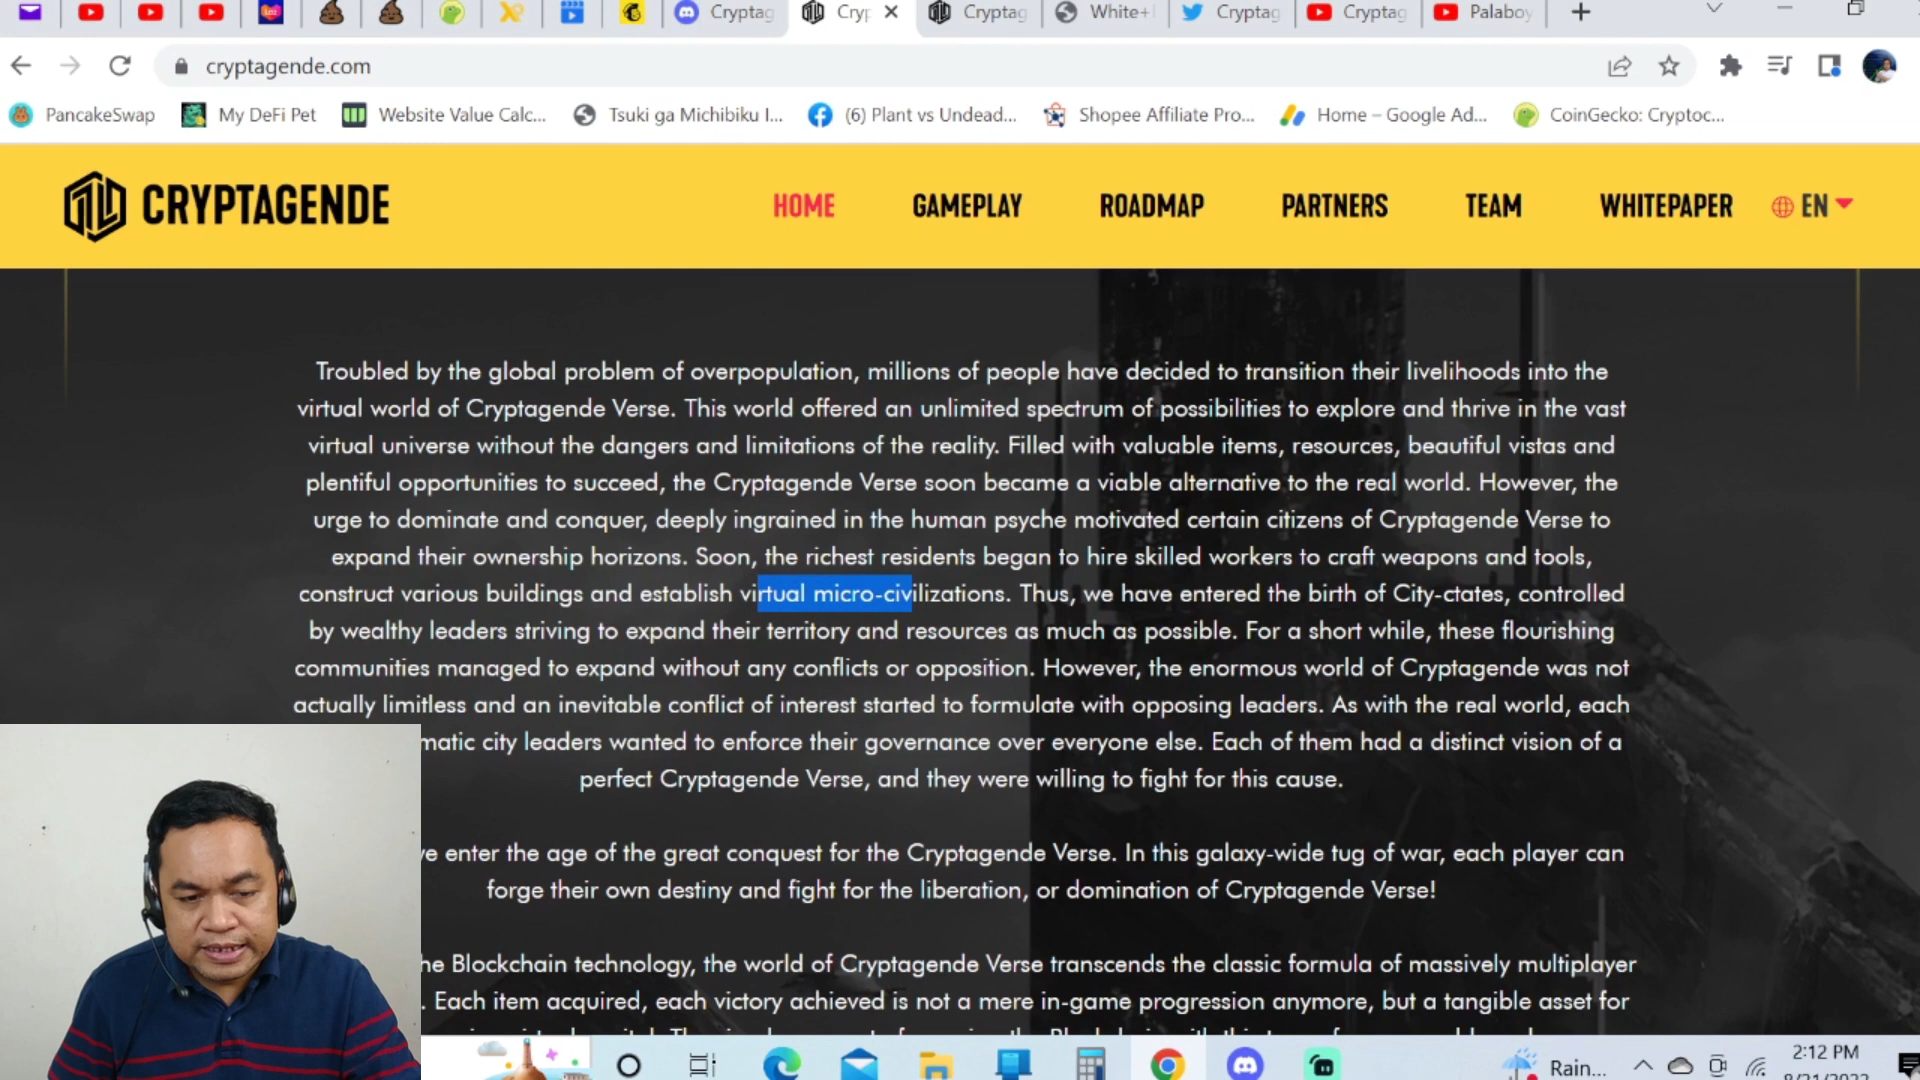 Cryptag
Cryp
Cryptag
White+
Cryptag
Cryptag
Palaboy
cryptagende.com
PancakeSwap
My DeFi Pet
Website Value Calc...
Tsuki ga Michibiku I...
(6) Plant vs Undead...
Shopee Affiliate Pro...
Home – Google Ad...
CoinGecko: Cryptoc...
CRYPTAGENDE
HOME
GAMEPLAY
ROADMAP
PARTNERS
TEAM
WHITEPAPER
EN
Troubled by the global problem of overpopulation, millions of people have decided to transition their livelihoods into the
virtual world of Cryptagende Verse. This world offered an unlimited spectrum of possibilities to explore and thrive in the vast
virtual universe without the dangers and limitations of the reality. Filled with valuable items, resources, beautiful vistas and
plentiful opportunities to succeed, the Cryptagende Verse soon became a viable alternative to the real world. However, the
urge to dominate and conquer, deeply ingrained in the human psyche motivated certain citizens of Cryptagende Verse to
expand their ownership horizons. Soon, the richest residents began to hire skilled workers to craft weapons and tools,
construct various buildings and establish virtual micro-civilizations. Thus, we have entered the birth of City-ctates, controlled
by wealthy leaders striving to expand their territory and resources as much as possible. For a short while, these flourishing
communities managed to expand without any conflicts or opposition. However, the enormous world of Cryptagende was not
actually limitless and an inevitable conflict of interest started to formulate with opposing leaders. As with the real world, each
matic city leaders wanted to enforce their governance over everyone else. Each of them had a distinct vision of a
perfect Cryptagende Verse, and they were willing to fight for this cause.
ve enter the age of the great conquest for the Cryptagende Verse. In this galaxy-wide tug of war, each player can
forge their own destiny and fight for the liberation, or domination of Cryptagende Verse!
he Blockchain technology, the world of Cryptagende Verse transcends the classic formula of massively multiplayer
. Each item acquired, each victory achieved is not a mere in-game progression anymore, but a tangible asset for
Rain...
2:12 PM